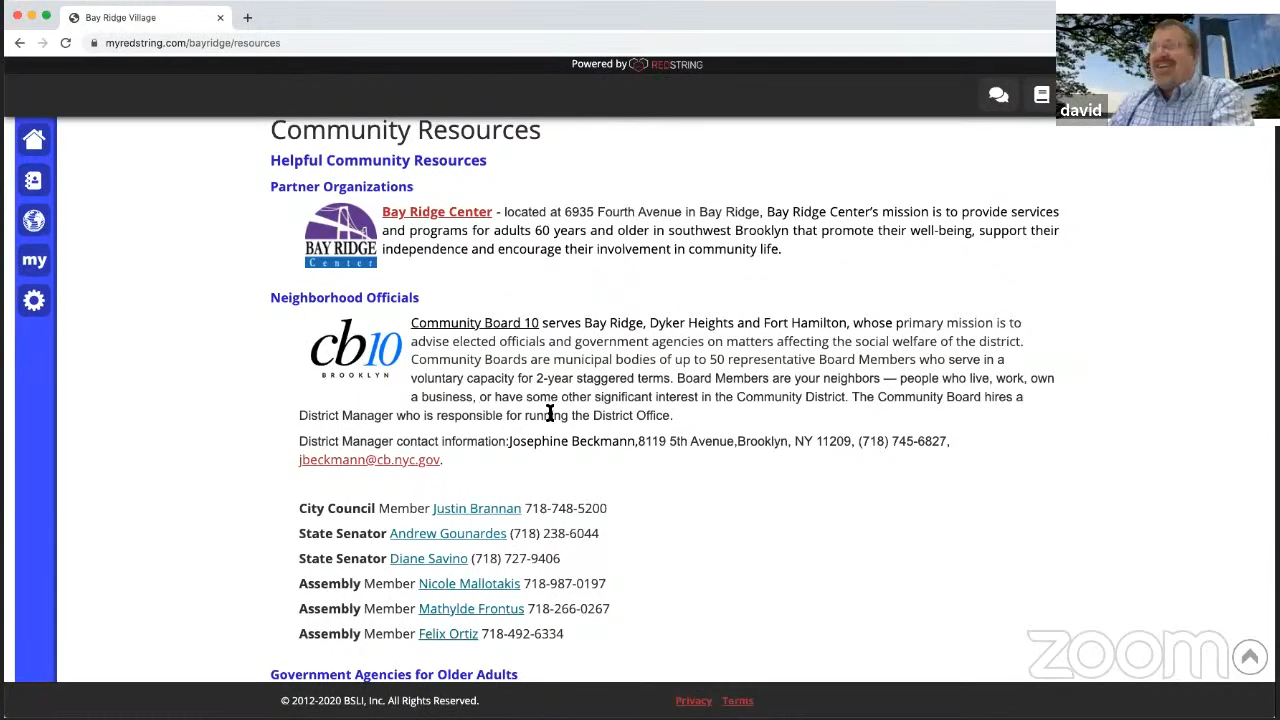 Bay Ridge Village
myredstring.com/bayridge/resources
Powered by REDSTRING
david
Community Resources
Helpful Community Resources
Partner Organizations
BAY RIDGE
Center
Bay Ridge Center - located at 6935 Fourth Avenue in Bay Ridge, Bay Ridge Center's mission is to provide services
and programs for adults 60 years and older in southwest Brooklyn that promote their well-being, support their
independence and encourage their involvement in community life.
Neighborhood Officials
cb10
BROOKLYN
Community Board 10 serves Bay Ridge, Dyker Heights and Fort Hamilton, whose primary mission is to
advise elected officials and government agencies on matters affecting the social welfare of the district.
Community Boards are municipal bodies of up to 50 representative Board Members who serve in a
voluntary capacity for 2-year staggered terms. Board Members are your neighbors — people who live, work, own
a business, or have some other significant interest in the Community District. The Community Board hires a
District Manager who is responsible for running the District Office.
District Manager contact information:Josephine Beckmann,8119 5th Avenue,Brooklyn, NY 11209, (718) 745-6827,
jbeckmann@cb.nyc.gov.
City Council Member Justin Brannan 718-748-5200
State Senator Andrew Gounardes (718) 238-6044
State Senator Diane Savino (718) 727-9406
Assembly Member Nicole Mallotakis 718-987-0197
Assembly Member Mathylde Frontus 718-266-0267
Assembly Member Felix Ortiz 718-492-6334
Government Agencies for Older Adults
my
zoom
© 2012-2020 BSLI, Inc. All Rights Reserved.
Privacy Terms